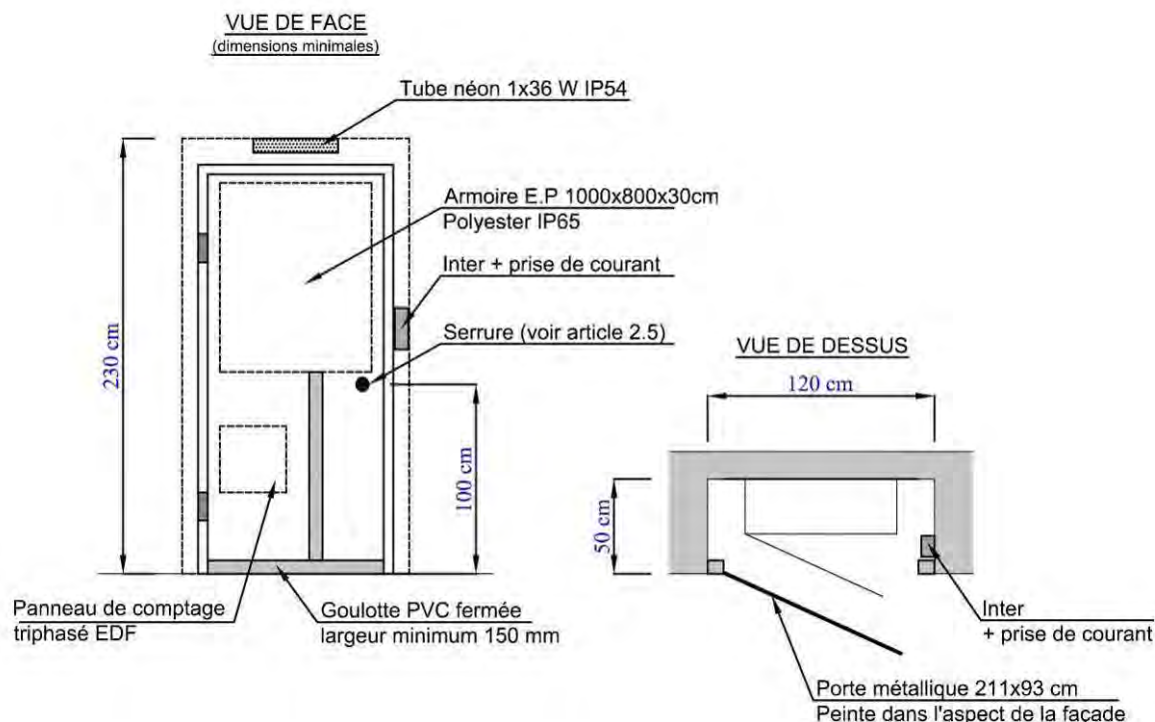 VUE DE FACE
(dimensions minimales)
Tube néon 1x36 W IP54
Armoire E.P 1000x800x30cm
Polyester IP65
Inter + prise de courant
Serrure (voir article 2.5)
230 cm
100 cm
Panneau de comptage
triphasé EDF
Goulotte PVC fermée
largeur minimum 150 mm
VUE DE DESSUS
120 cm
50 cm
Inter
+ prise de courant
Porte métallique 211x93 cm
Peinte dans l'aspect de la façade